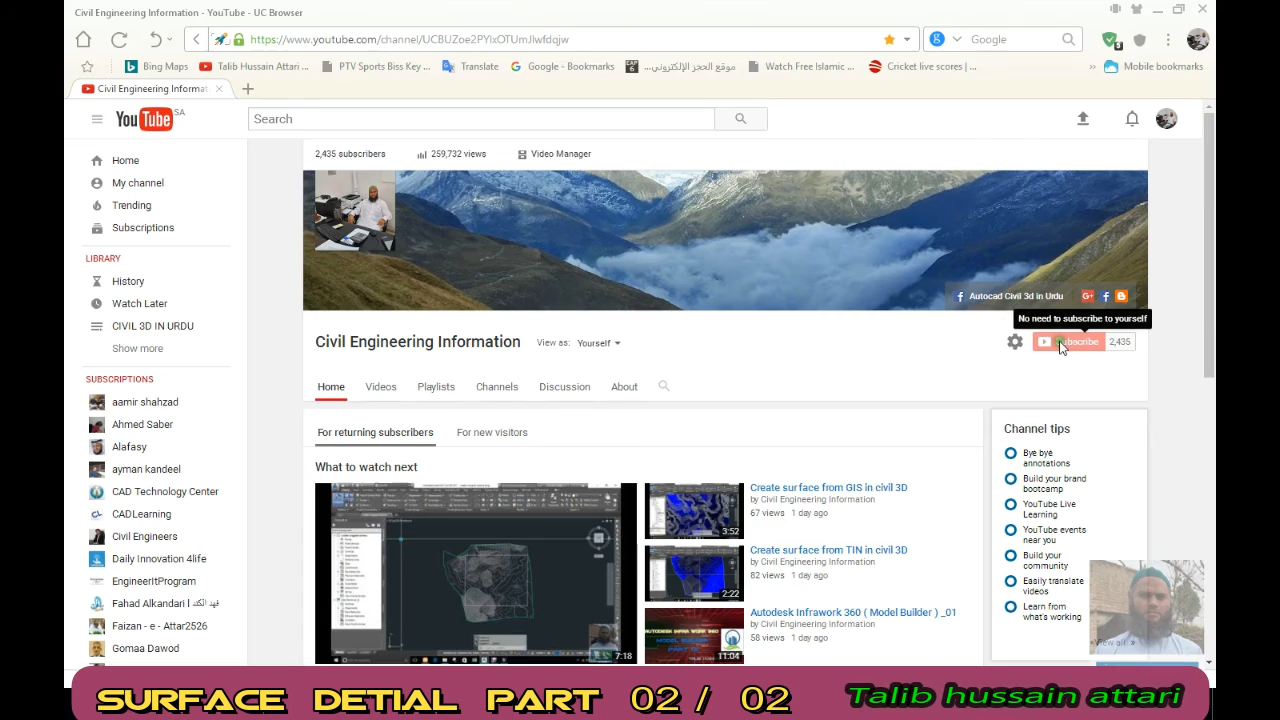 Civil Engineering Information - YouTube - UC Browser
https://www.youtube.com/channel/UCBUZoe2PYlxOTUmJlwfdqjw
Google
Bing Maps
Talib Hussain Attari ...
PTV Sports Biss Key ...
Translate
Google - Bookmarks
موقع الحجز الإلكتروني...
Watch Free Islamic ...
Cricket live scores| ...
Mobile bookmarks
Civil Engineering Informat
YouTube SA
Search
2,435 subscribers
259,732 views
Video Manager
Home
My channel
Trending
Subscriptions
LIBRARY
History
Watch Later
CIVIL 3D IN URDU
Show more
SUBSCRIPTIONS
aamir shahzad
Ahmed Saber
Alafasy
ayman kandeel
CAD Technology Center
CADLearning
Civil Engineers
Daily Innovation 4life
EngineerItProgram
Fahad Alkandari | فهد الكند
Faizan - e - Attar2526
Gomaa Dawod
Autocad Civil 3d in Urdu
No need to subscribe to yourself
Civil Engineering Information
View as: Yourself
2,435
Home
Videos
Playlists
Channels
Discussion
About
For returning subscribers
For new visitors
What to watch next
7:18
Create surface from GIS in civil 3D
by Civil Engineering Information
67 views 1 day ago
3:52
Create surface from TIN in civil 3D
by Civil Engineering Information
82 views 1 day ago
2:22
Autodesk Infrawork 360 ( Model Builder ) _01
by Civil Engineering Information
58 views 1 day ago
11:04
Channel tips
Bye bye
annotations
Build your brand
bootcamp
YouTube Live
Learning
YouTube events
near you
Build your
community
Easily translate
videos
Learn from
what's working
SURFACE DETIAL PART 02 / 02
Talib hussain attari